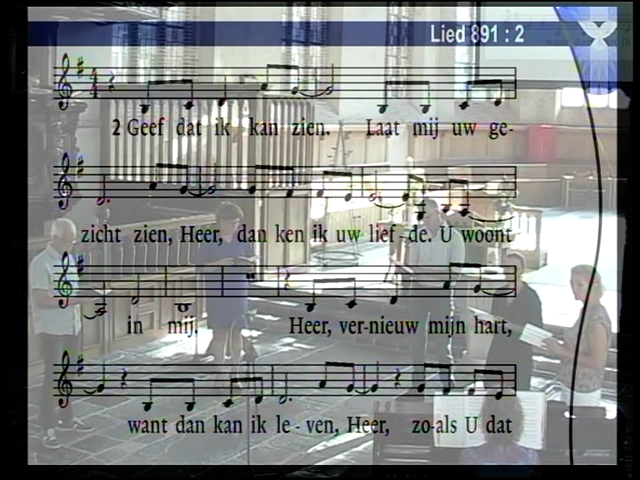 Lied 891 : 2
2 Geef dat ik kan zien. Laat mij uw ge-
zicht zien, Heer, dan ken ik uw lief - de. U woont
in mij. Heer, ver-nieuw mijn hart,
want dan kan ik le - ven, Heer, zo-als U dat